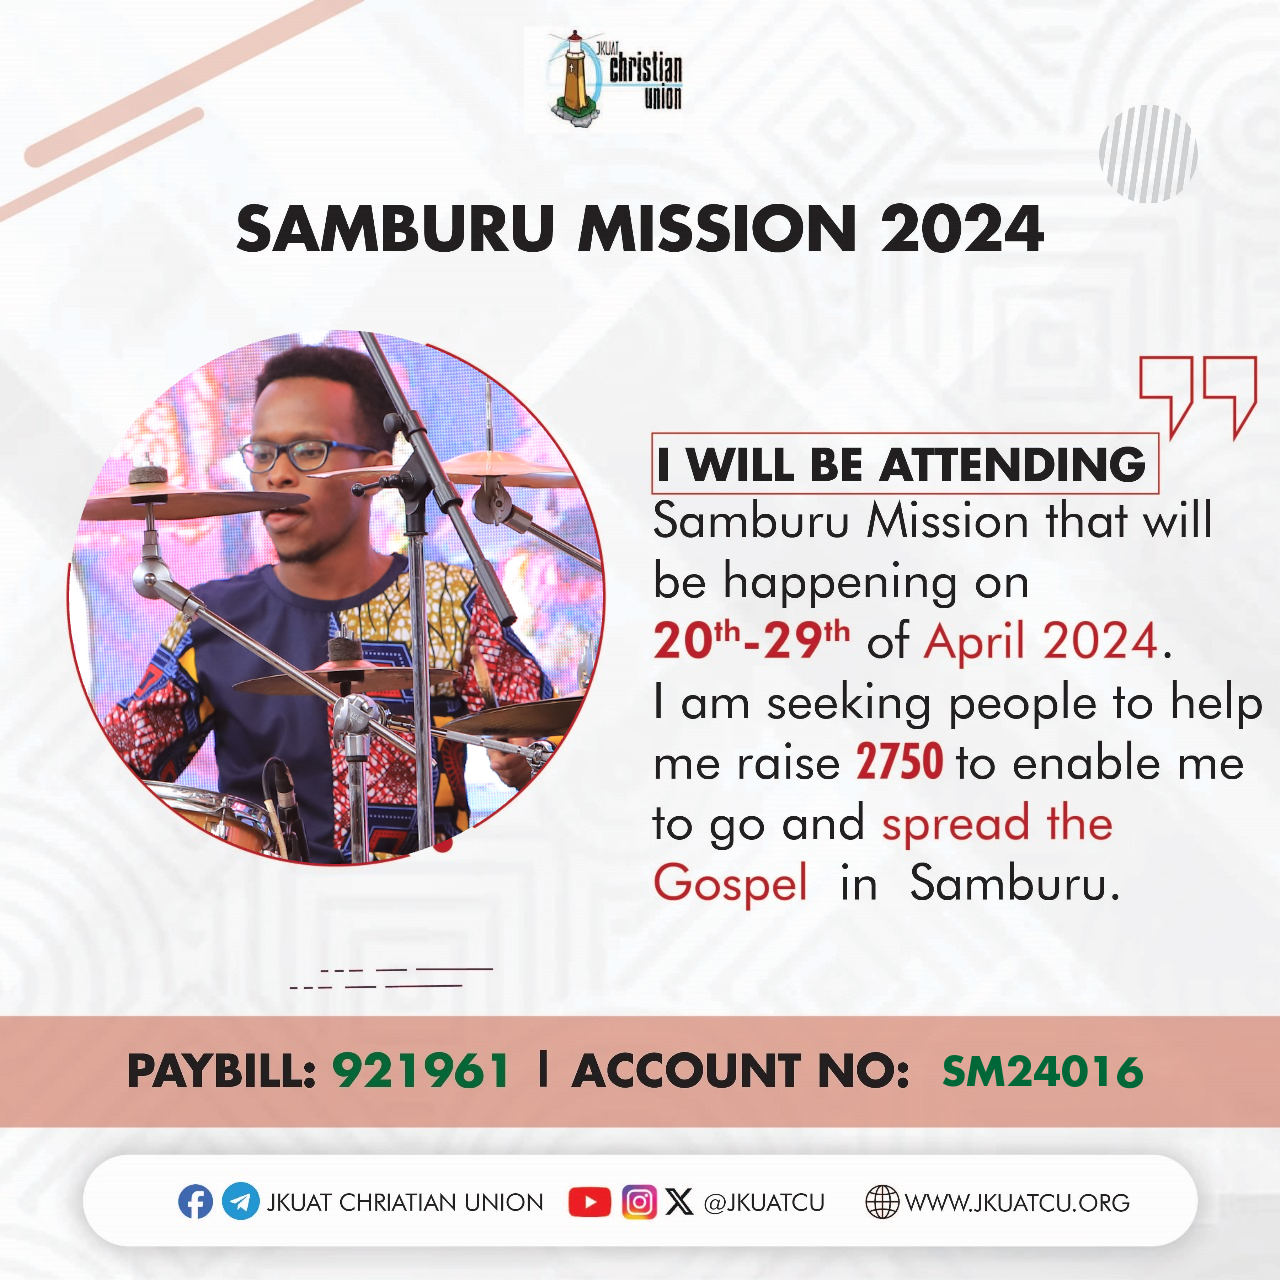 JKUAT
christian
union
SAMBURU MISSION 2024
I WILL BE ATTENDING
Samburu Mission that will
be happening on
20th-29th of April 2024.
I am seeking people to help
me raise 2750 to enable me
to go and spread the
Gospel in Samburu.
PAYBILL: 921961 | ACCOUNT NO: SM24016
JKUAT CHRIATIAN UNION @JKUATCU WWW.JKUATCU.ORG